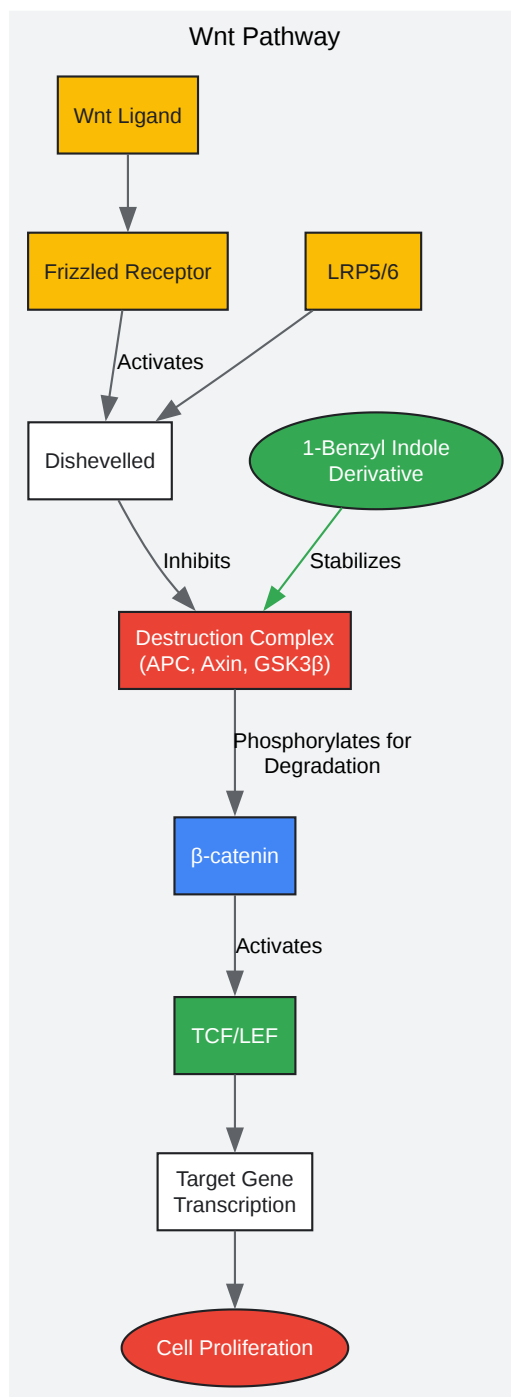 Wnt Pathway
Wnt Ligand
Frizzled Receptor
LRP5/6
Activates
Dishevelled
1-Benzyl Indole
Derivative
Inhibits
Stabilizes
Destruction Complex
(APC, Axin, GSK3β)
Phosphorylates for
Degradation
β-catenin
Activates
TCF/LEF
Target Gene
Transcription
Cell Proliferation